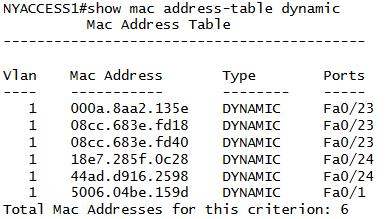 NYACCESS1#show mac address-table dynamic
Mac Address Table
-------------------------------------------
Vlan Mac Address Type Ports
---- ----------- -------- -----
1 000a.8aa2.135e DYNAMIC Fa0/23
1 08cc.683e.fd18 DYNAMIC Fa0/23
1 08cc.683e.fd40 DYNAMIC Fa0/23
1 18e7.285f.0c28 DYNAMIC Fa0/24
1 44ad.d916.2598 DYNAMIC Fa0/24
1 5006.04be.159d DYNAMIC Fa0/1
Total Mac Addresses for this criterion: 6